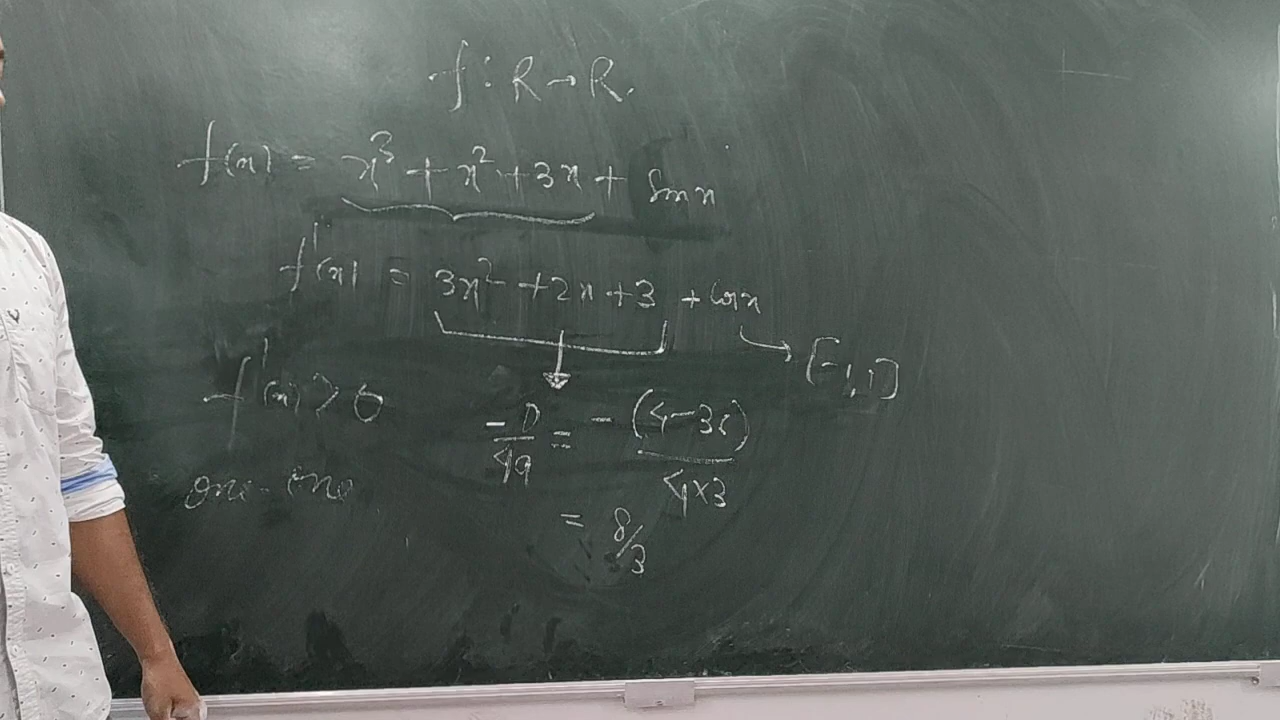 f : R → R.
f(x) = x³ + x² + 3x + sin x
f'(x) = 3x² + 2x + 3 + cos x
→ [-1, 1]
f'(x) > 0
-D/4a = - (4-36)/4×3
one-one
= 8/3